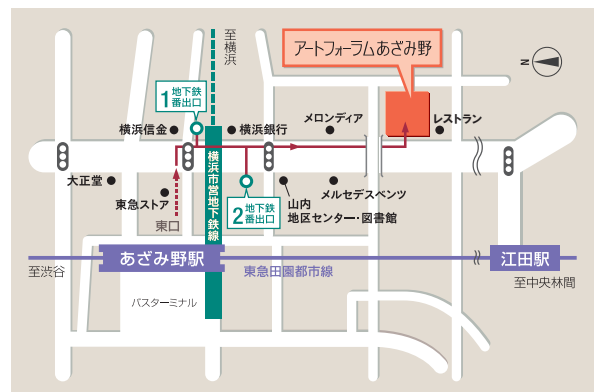 至横浜
アートフォーラムあざみ野
N
1 地下鉄
番出口
横浜信金
横浜銀行
メロンディア
レストラン
大正堂
東急ストア
東口
横浜市営地下鉄線
2 地下鉄
番出口
山内
地区センター・図書館
メルセデスベンツ
至渋谷
あざみ野駅
東急田園都市線
江田駅
至中央林間
バスターミナル